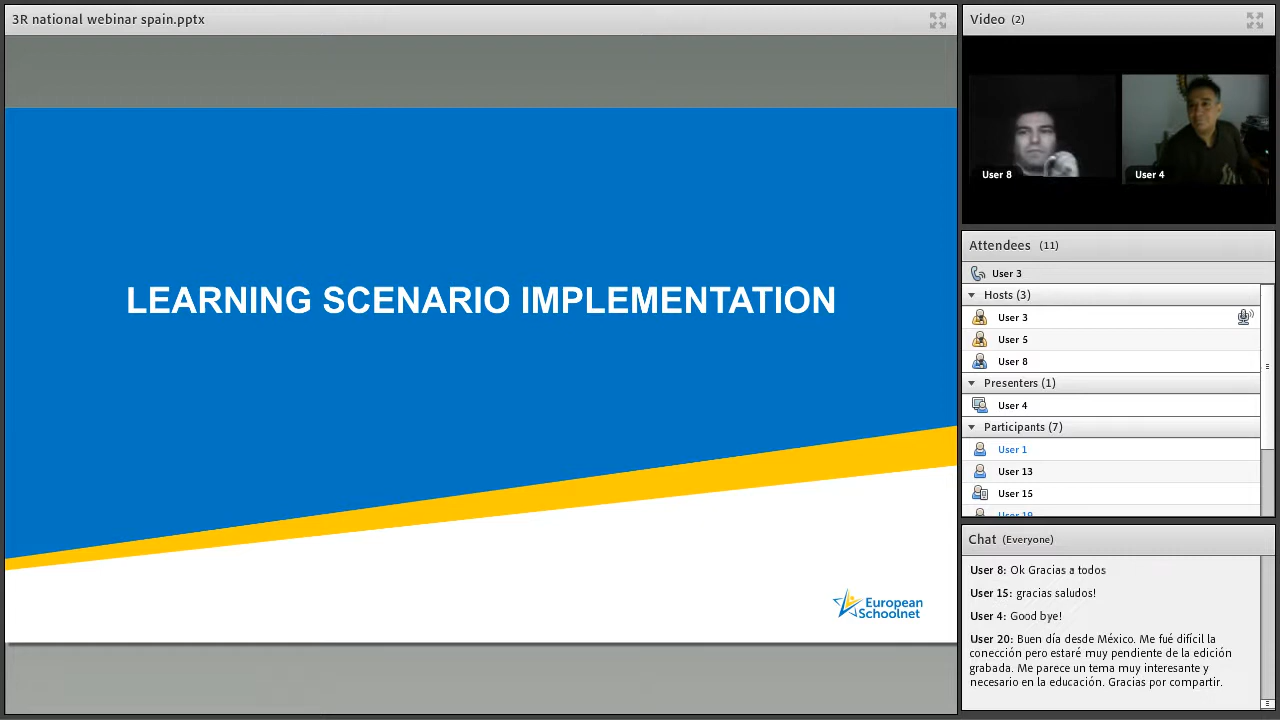 3R national webinar spain.pptx
LEARNING SCENARIO IMPLEMENTATION
European
Schoolnet
Video (2)
User 8
User 4
Attendees (11)
User 3
Hosts (3)
User 3
User 5
User 8
Presenters (1)
User 4
Participants (7)
User 1
User 13
User 15
User 19
Chat (Everyone)
User 8: Ok Gracias a todos
User 15: gracias saludos!
User 4: Good bye!
User 20: Buen día desde México. Me fué difícil la
conección pero estaré muy pendiente de la edición
grabada. Me parece un tema muy interesante y
necesario en la educación. Gracias por compartir.